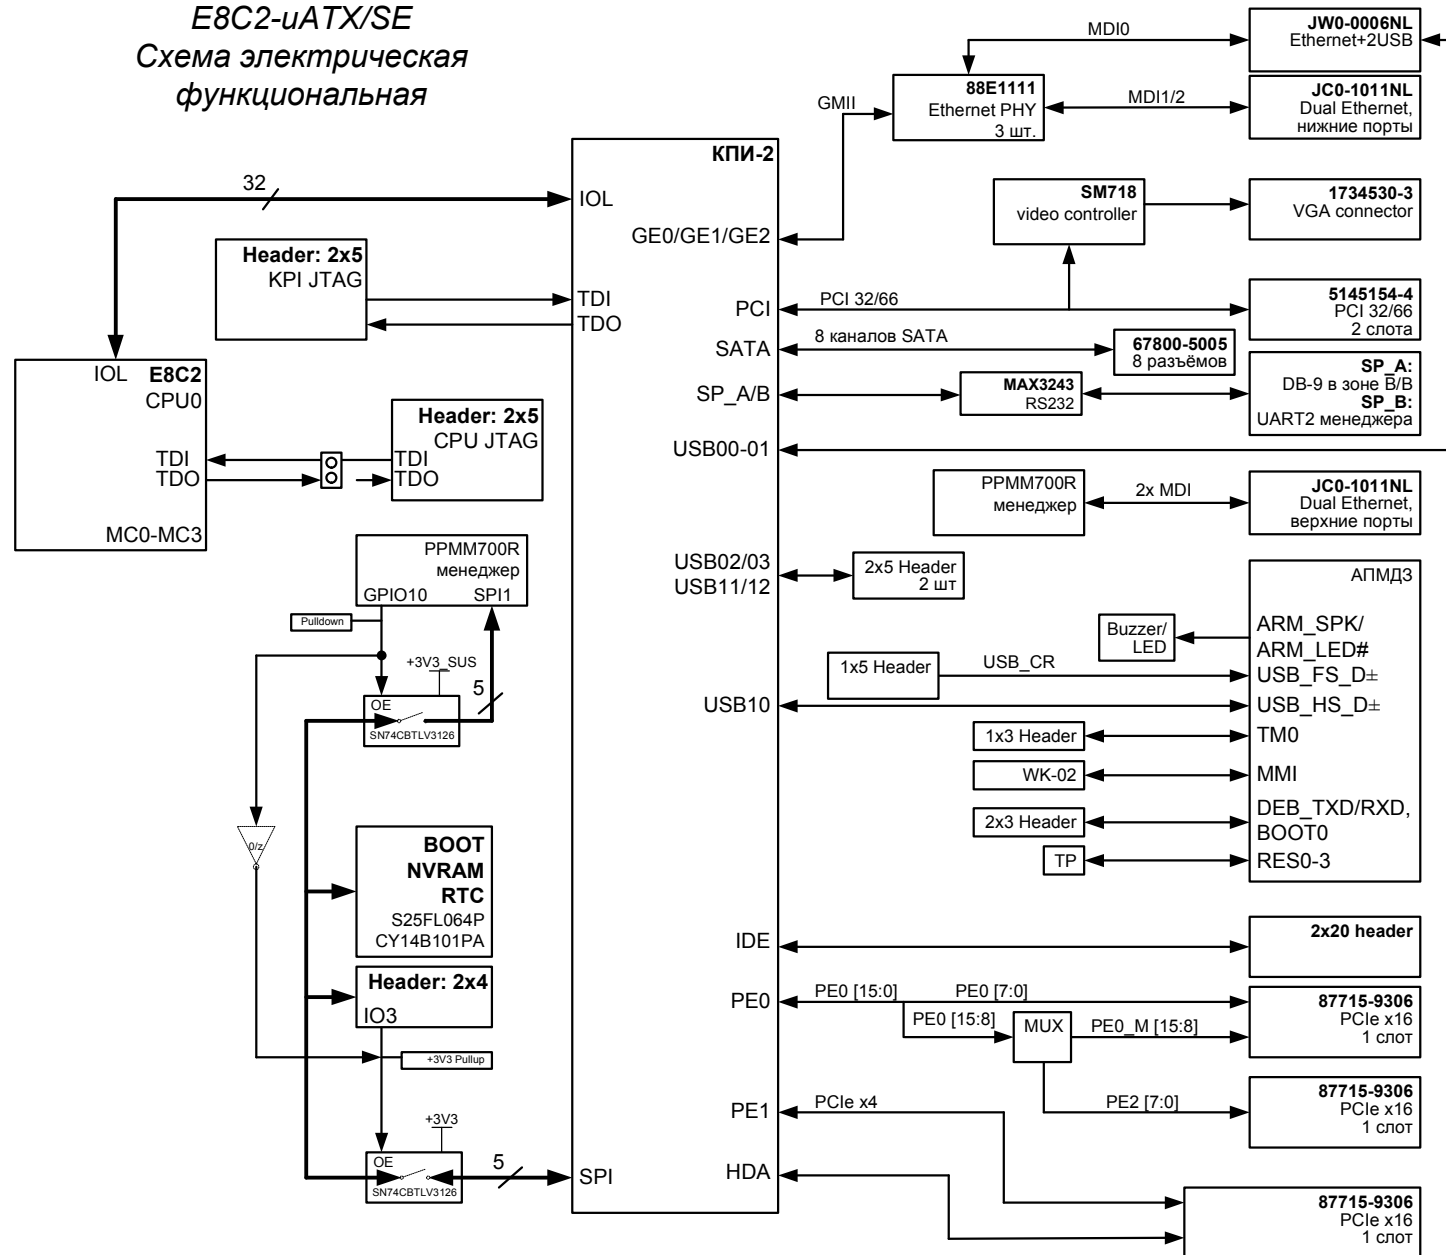 E8C2-uATX/SE
Схема электрическая
функциональная
MDI0
JW0-0006NL
Ethernet+2USB
88E1111
Ethernet PHY
3 шт.
GMII
MDI1/2
JC0-1011NL
Dual Ethernet,
нижние порты
КПИ-2
32
IOL
SM718
video controller
1734530-3
VGA connector
GE0/GE1/GE2
Header: 2x5
KPI JTAG
TDI
TDO
PCI
PCI 32/66
5145154-4
PCI 32/66
2 слота
SATA
8 каналов SATA
67800-5005
8 разъёмов
IOL
E8C2
CPU0
TDI
TDO
MC0-MC3
SP_A/B
MAX3243
RS232
SP_A:
DB-9 в зоне В/В
SP_B:
UART2 менеджера
Header: 2x5
CPU JTAG
TDI
TDO
USB00-01
PPMM700R
менеджер
2x MDI
JC0-1011NL
Dual Ethernet,
верхние порты
PPMM700R
менеджер
GPIO10
SPI1
USB02/03
USB11/12
2x5 Header
2 шт
АПМДЗ
Pulldown
Buzzer/
LED
ARM_SPK/
ARM_LED#
+3V3_SUS
5
OE
SN74CBTLV3126
1x5 Header
USB_CR
USB_FS_D±
USB10
USB_HS_D±
1x3 Header
TM0
WK-02
MMI
2x3 Header
DEB_TXD/RXD,
BOOT0
TP
RES0-3
0/z
BOOT
NVRAM
RTC
S25FL064P
CY14B101PA
IDE
2x20 header
Header: 2x4
IO3
+3V3 Pullup
PE0
PE0 [15:0]
PE0 [7:0]
PE0 [15:8]
MUX
PE0_M [15:8]
87715-9306
PCIe x16
1 слот
PE2 [7:0]
87715-9306
PCIe x16
1 слот
PE1
PCIe x4
+3V3
OE
SN74CBTLV3126
5
SPI
HDA
87715-9306
PCIe x16
1 слот